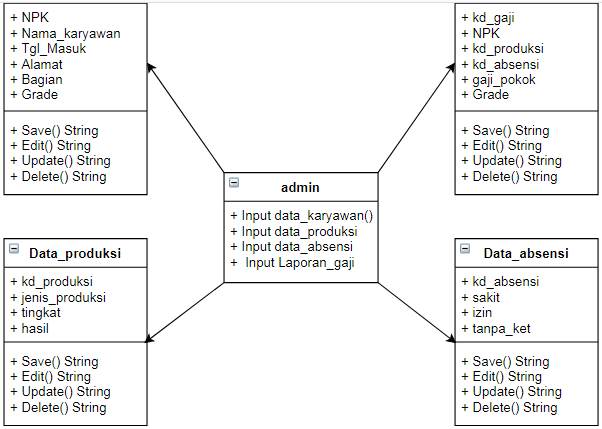 + NPK
+ Nama_karyawan
+ Tgl_Masuk
+ Alamat
+ Bagian
+ Grade
+ Save() String
+ Edit() String
+ Update() String
+ Delete() String
+ kd_gaji
+ NPK
+ kd_produksi
+ kd_absensi
+ gaji_pokok
+ Grade
+ Save() String
+ Edit() String
+ Update() String
+ Delete() String
admin
+ Input data_karyawan()
+ Input data_produksi
+ Input data_absensi
+ Input Laporan_gaji
Data_produksi
+ kd_produksi
+ jenis_produksi
+ tingkat
+ hasil
+ Save() String
+ Edit() String
+ Update() String
+ Delete() String
Data_absensi
+ kd_absensi
+ sakit
+ izin
+ tanpa_ket
+ Save() String
+ Edit() String
+ Update() String
+ Delete() String